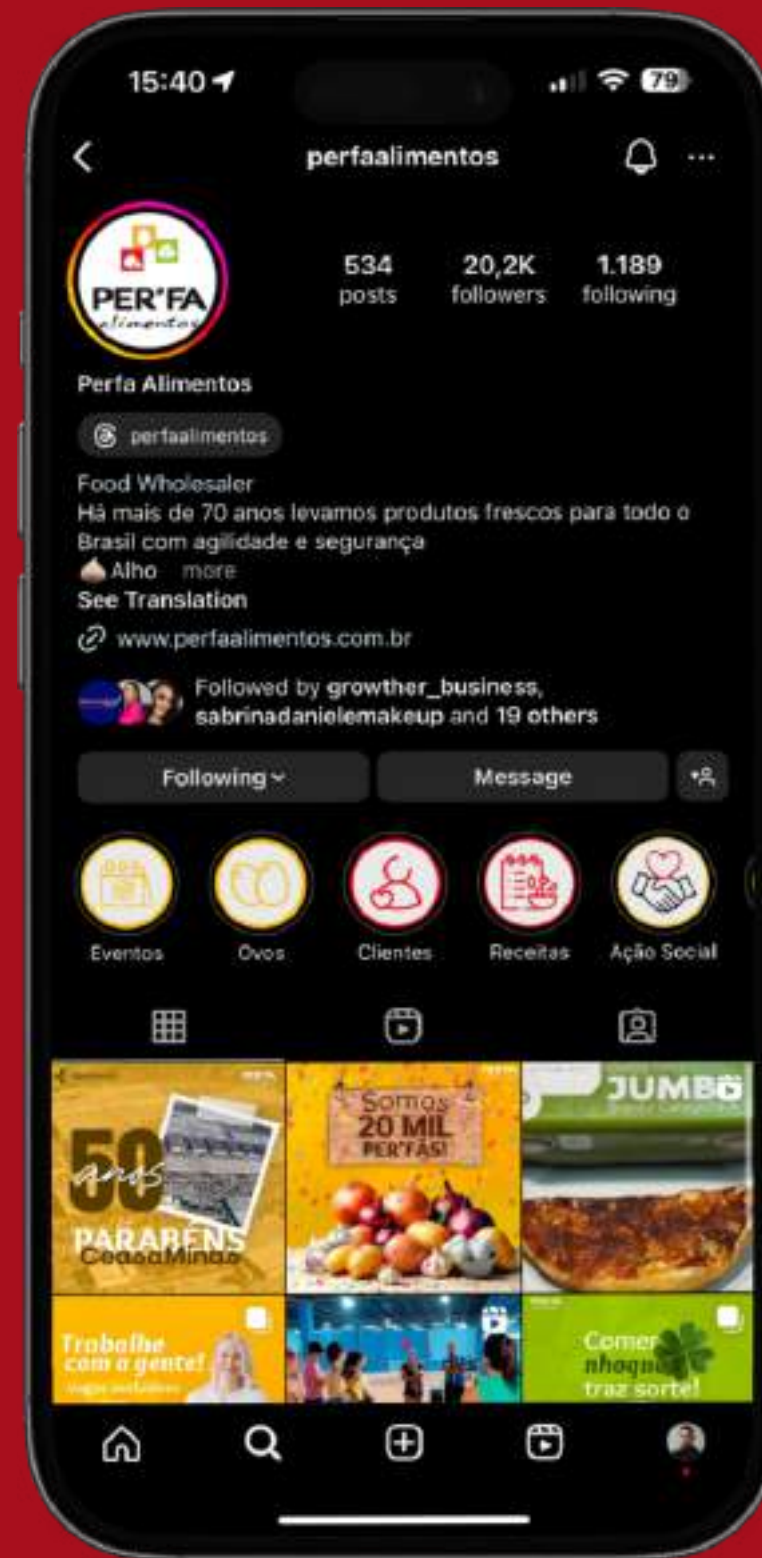 15:40
79
perfaalimentos
PER'FA
alimentos
534
posts
20,2K
followers
1.189
following
Perfa Alimentos
perfaalimentos
Food Wholesaler
Há mais de 70 anos levamos produtos frescos para todo o
Brasil com agilidade e segurança
Alho more
See Translation
www.perfaalimentos.com.br
Followed by growther_business,
sabrinadanielemakeup and 19 others
Following
Message
Eventos
Ovos
Clientes
Receitas
Ação Social
50
anos
PARABÉNS
CeasaMinas
Somos
20 MIL
PER'FÃS!
JUMBO
Trabalhe
com a gente!
Comer
nhoque
traz sorte!